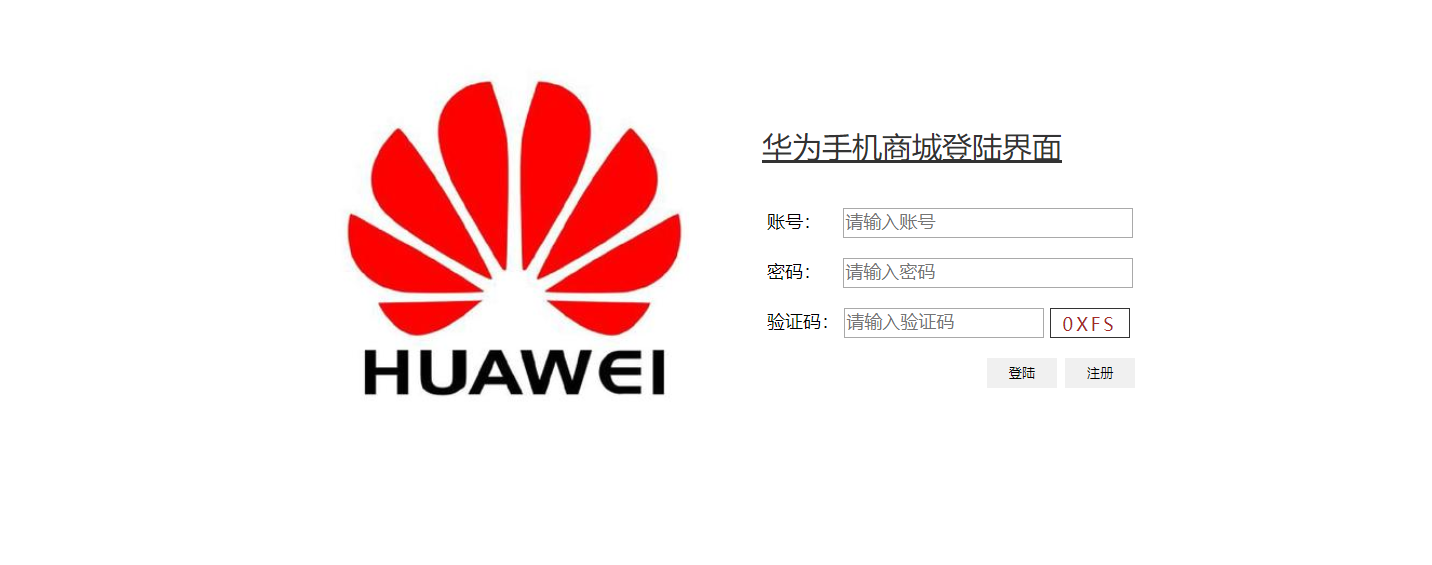 HUAWEI
华为手机商城登陆界面
账号： 请输入账号
密码： 请输入密码
验证码： 请输入验证码 0XFS
登陆 注册